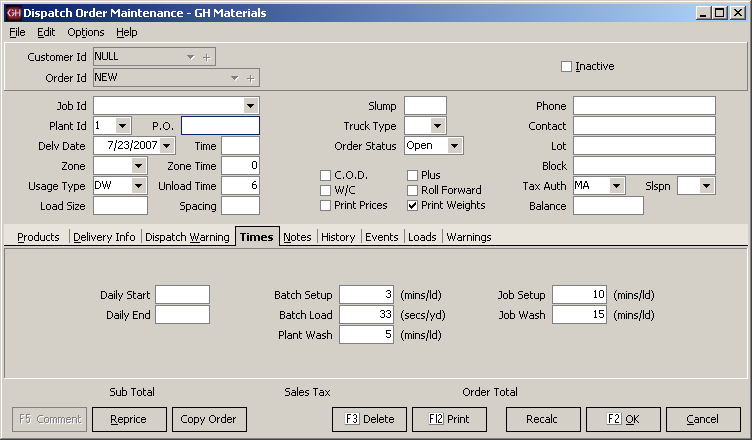 GH Dispatch Order Maintenance - GH Materials
File Edit Options Help
Customer Id NULL
Order Id NEW
Inactive
Job Id Slump Phone
Plant Id 1 P.O. Truck Type Contact
Delv Date 7/23/2007 Time Order Status Open Lot
Zone Zone Time 0 Block
C.O.D. Plus
Usage Type DW Unload Time 6 W/C Roll Forward Tax Auth MA Slspn
Load Size Spacing Print Prices Print Weights Balance
Products Delivery Info Dispatch Warning Times Notes History Events Loads Warnings
Daily Start Batch Setup 3 (mins/ld) Job Setup 10 (mins/ld)
Daily End Batch Load 33 (secs/yd) Job Wash 15 (mins/ld)
Plant Wash 5 (mins/ld)
Sub Total Sales Tax Order Total
F5 Comment Reprice Copy Order F3 Delete F12 Print Recalc F2 OK Cancel